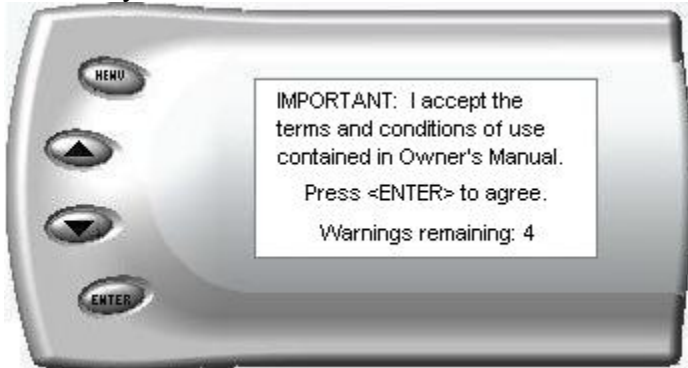 MENU
IMPORTANT: I accept the
terms and conditions of use
contained in Owner's Manual.
Press <ENTER> to agree.
Warnings remaining: 4
ENTER